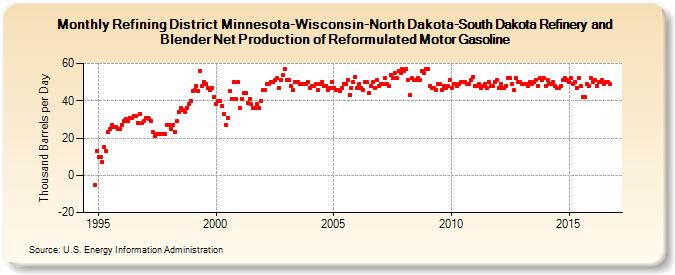 Monthly Refining District Minnesota-Wisconsin-North Dakota-South Dakota Refinery and
Blender Net Production of Reformulated Motor Gasoline
Thousand Barrels per Day
60
40
20
0
-20
1995
2000
2005
2010
2015
Source: U.S. Energy Information Administration